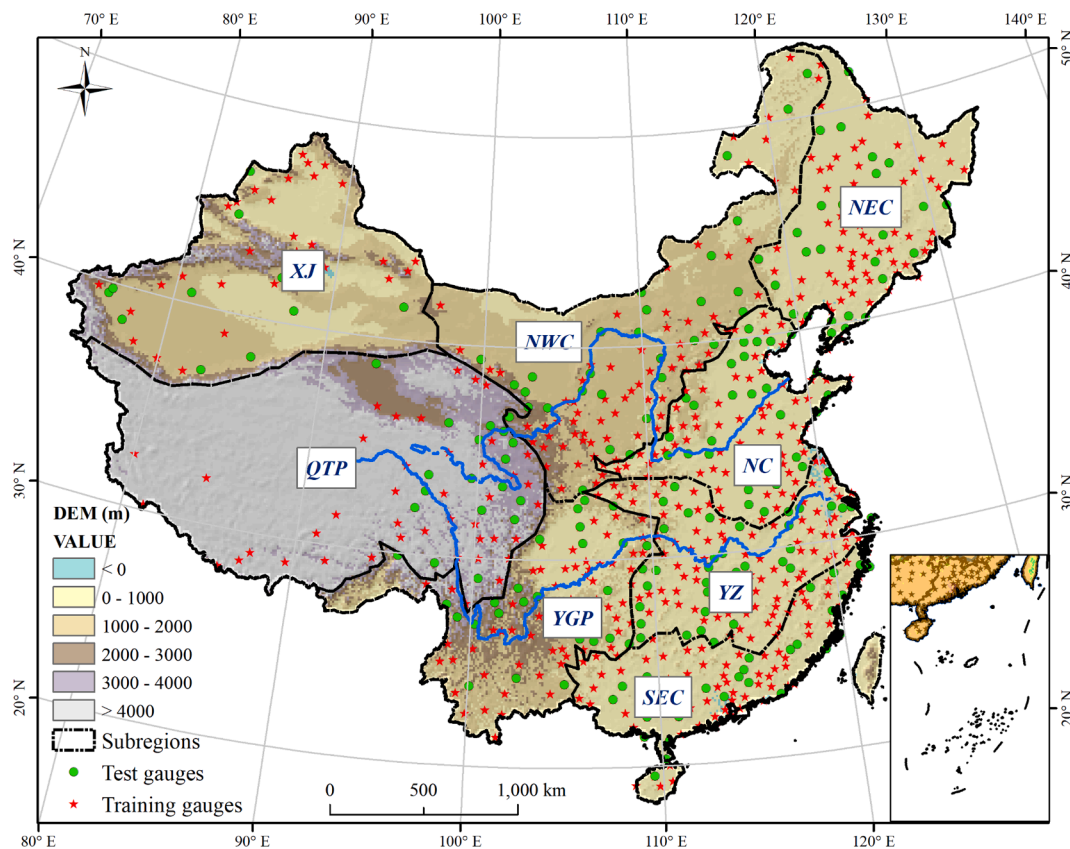 70° E 80° E 90° E 100° E 110° E 120° E 130° E 140° E
N
50° N
NEC
40° N
XJ
40° N
NWC
QTP
NC
30° N
30° N
DEM (m)
VALUE
< 0
0 - 1000
1000 - 2000
2000 - 3000
3000 - 4000
> 4000
Subregions
Test gauges
Training gauges
YZ
YGP
SEC
20° N
20° N
0 500 1,000 km
80° E 90° E 100° E 110° E 120° E